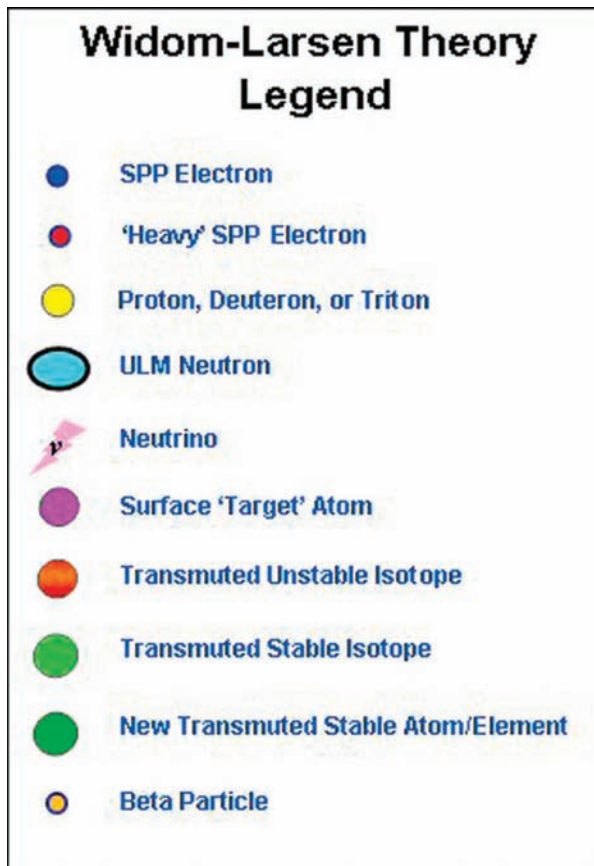 Widom-Larsen Theory
Legend
SPP Electron
‘Heavy’ SPP Electron
Proton, Deuteron, or Triton
ULM Neutron
ν
Neutrino
Surface ‘Target’ Atom
Transmuted Unstable Isotope
Transmuted Stable Isotope
New Transmuted Stable Atom/Element
Beta Particle